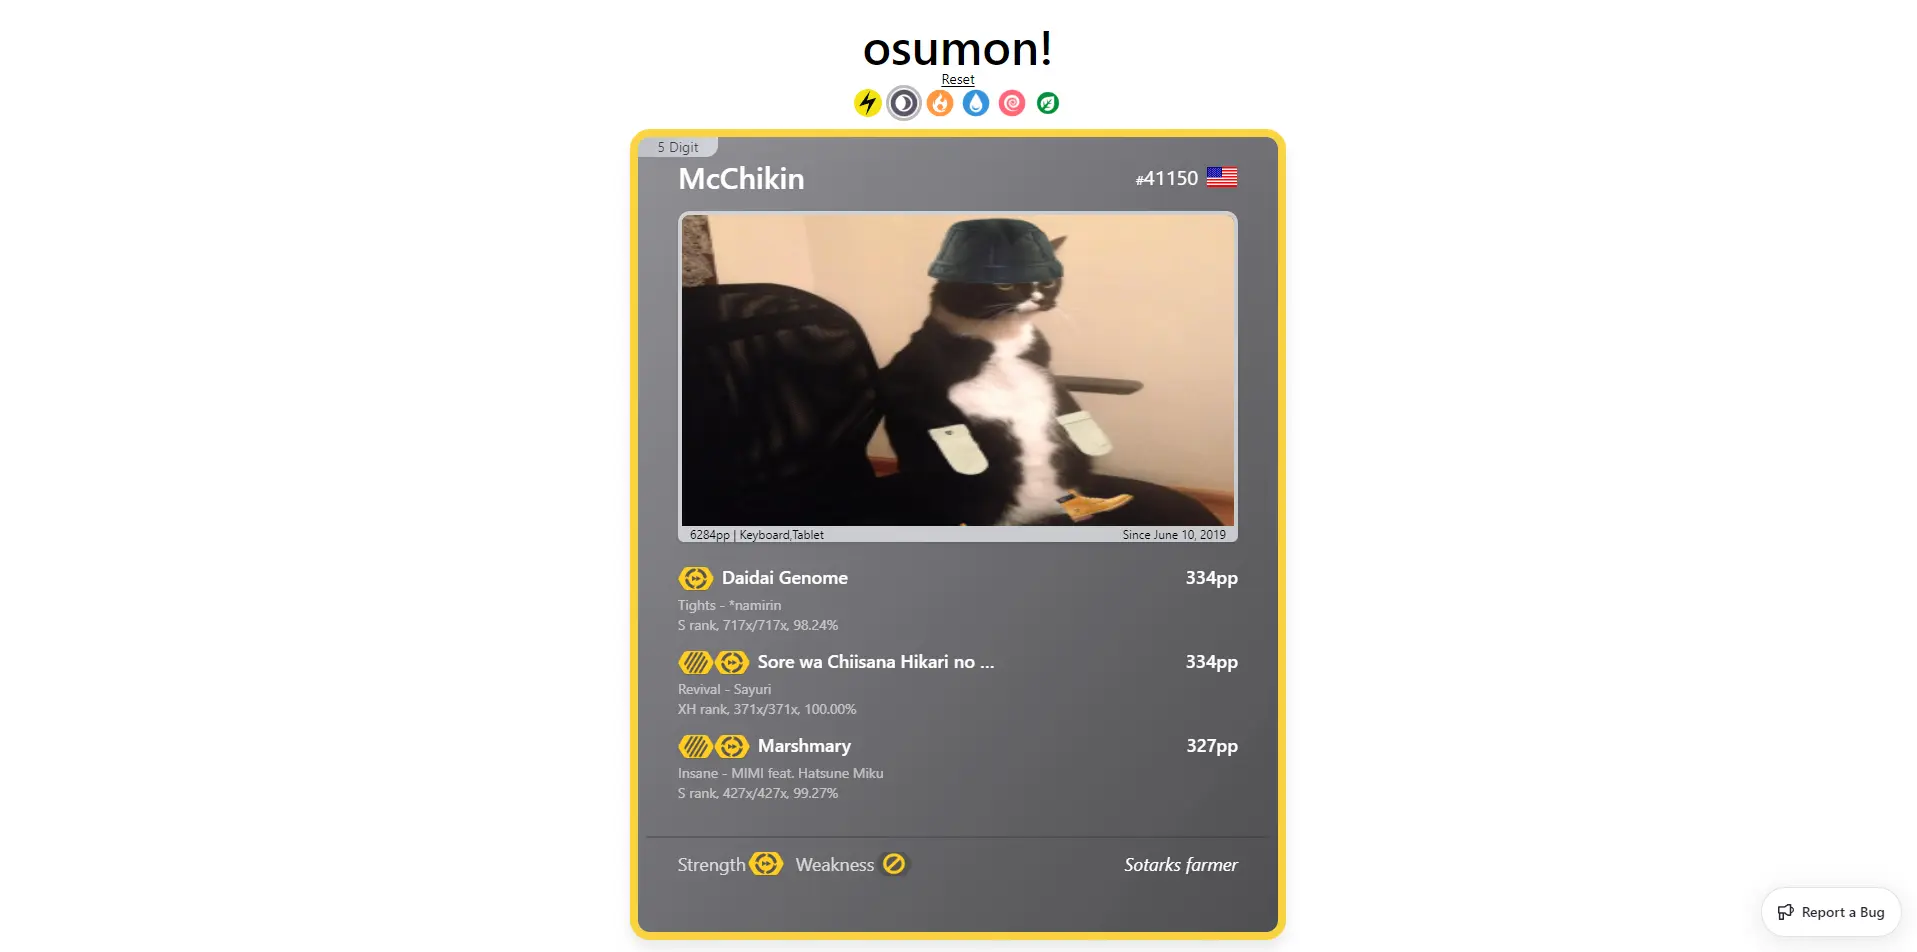 osumon!
Reset
5 Digit
McChikin
#41150
6284pp | Keyboard,Tablet
Since June 10, 2019
Daidai Genome
334pp
Tights - *namirin
S rank, 717x/717x, 98.24%
Sore wa Chiisana Hikari no ...
334pp
Revival - Sayuri
XH rank, 371x/371x, 100.00%
Marshmary
327pp
Insane - MIMI feat. Hatsune Miku
S rank, 427x/427x, 99.27%
Strength
Weakness
Sotarks farmer
Report a Bug